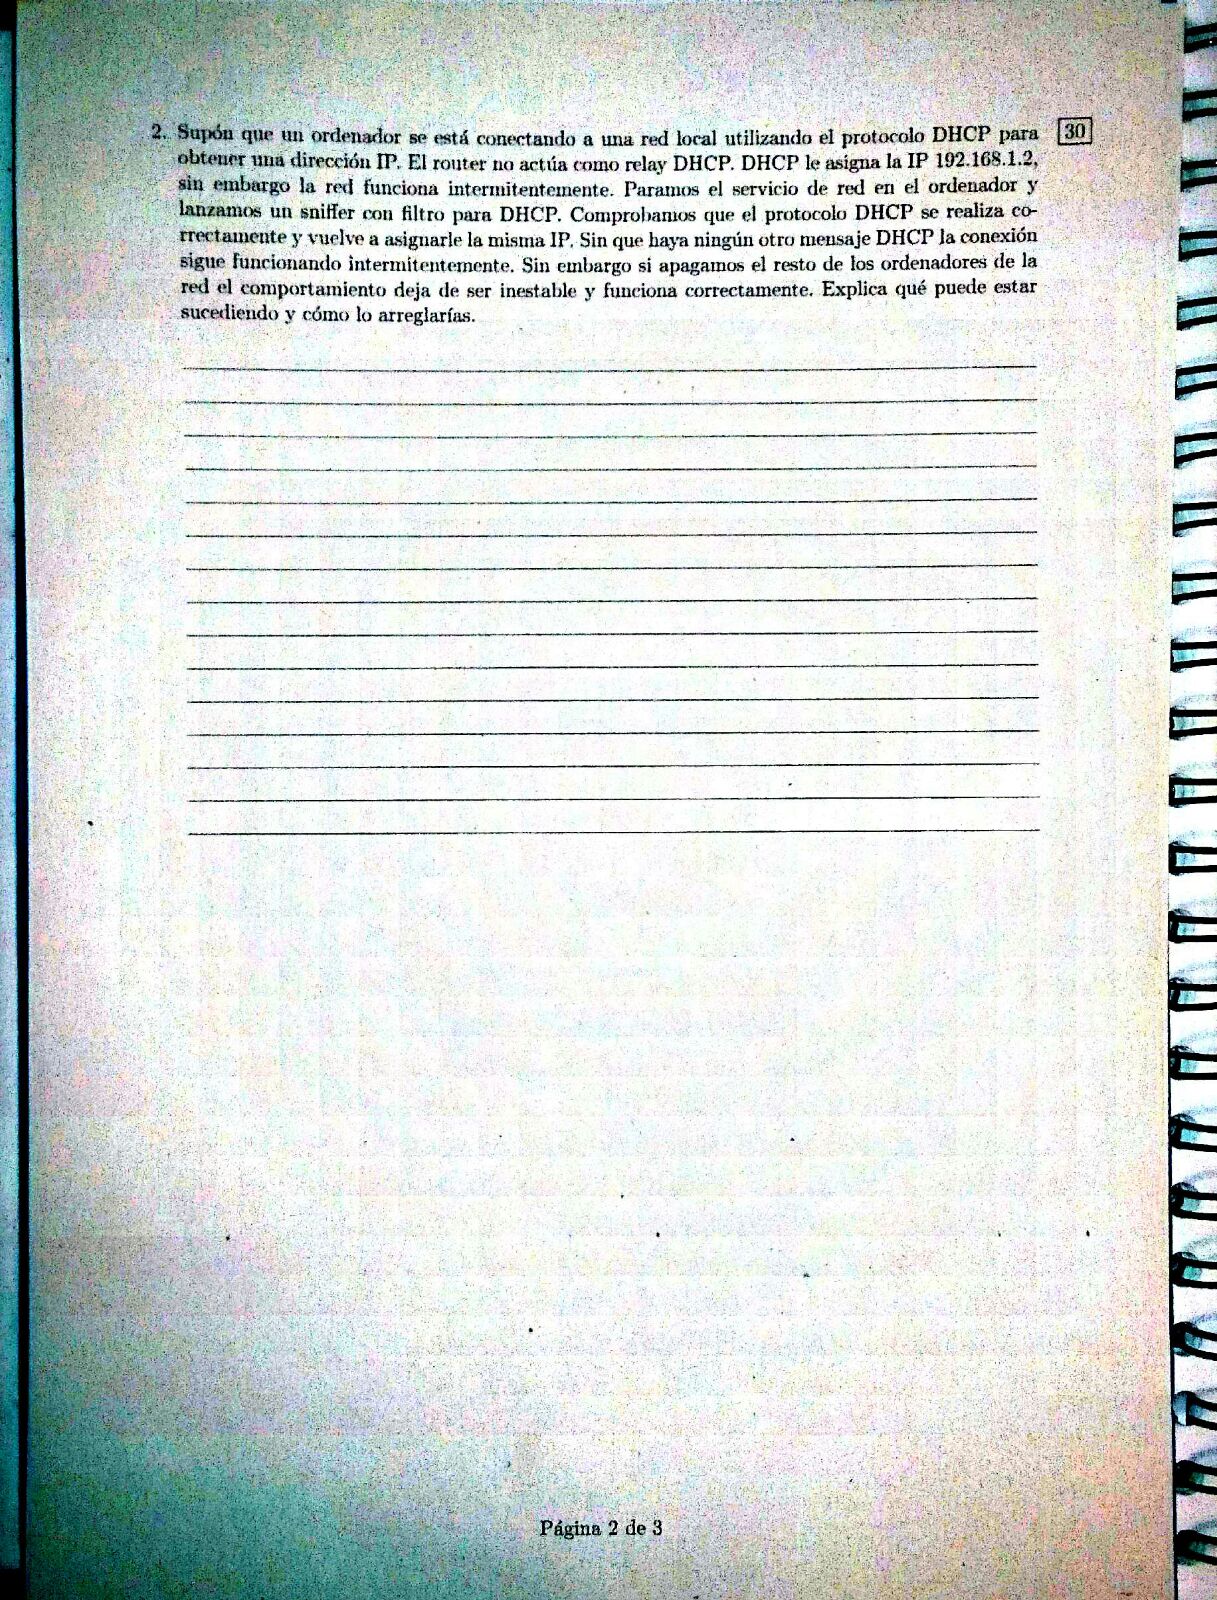 2. Supón que un ordenador se está conectando a una red local utilizando el protocolo DHCP para 30
obtener una dirección IP. El router no actúa como relay DHCP. DHCP le asigna la IP 192.168.1.2,
sin embargo la red funciona intermitentemente. Paramos el servicio de red en el ordenador y
lanzamos un sniffer con filtro para DHCP. Comprobamos que el protocolo DHCP se realiza co-
rrectamente y vuelve a asignarle la misma IP. Sin que haya ningún otro mensaje DHCP la conexión
sigue funcionando intermitentemente. Sin embargo si apagamos el resto de los ordenadores de la
red el comportamiento deja de ser inestable y funciona correctamente. Explica qué puede estar
sucediendo y cómo lo arreglarías.
Página 2 de 3